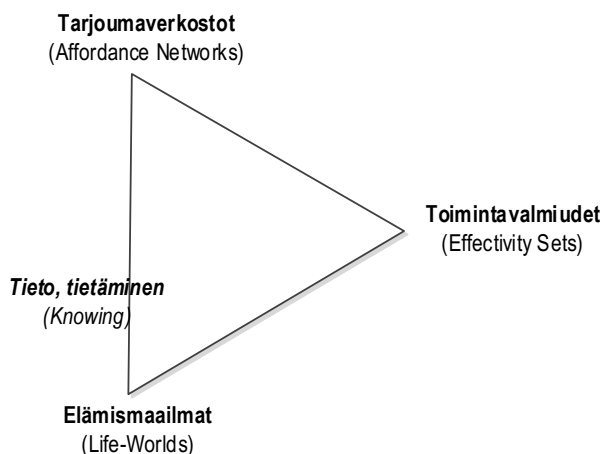 Tarjoumaverkostot
(Affordance Networks)
Toimintavalmiudet
(Effectivity Sets)
Tieto, tietäminen
(Knowing)
Elämismaailmat
(Life-Worlds)